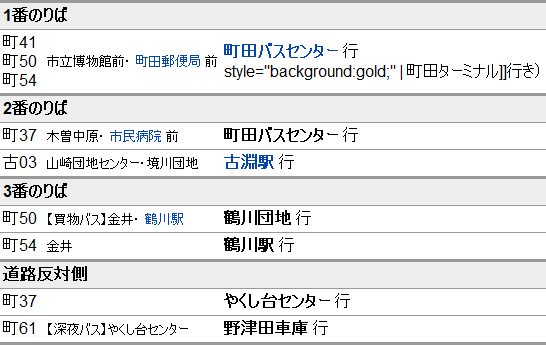 1番のりば
町41
町50 市立博物館前・町田郵便局 前 町田バスセンター 行
町54 style="background:gold;" | 町田ターミナル]]行き）
2番のりば
町37 木曽中原・市民病院 前 町田バスセンター 行
古03 山崎団地センター・境川団地 古淵駅 行
3番のりば
町50 【買物バス】金井・ 鶴川駅 鶴川団地 行
町54 金井 鶴川駅 行
道路反対側
町37 やくし台センター 行
町61 【深夜バス】やくし台センター 野津田車庫 行